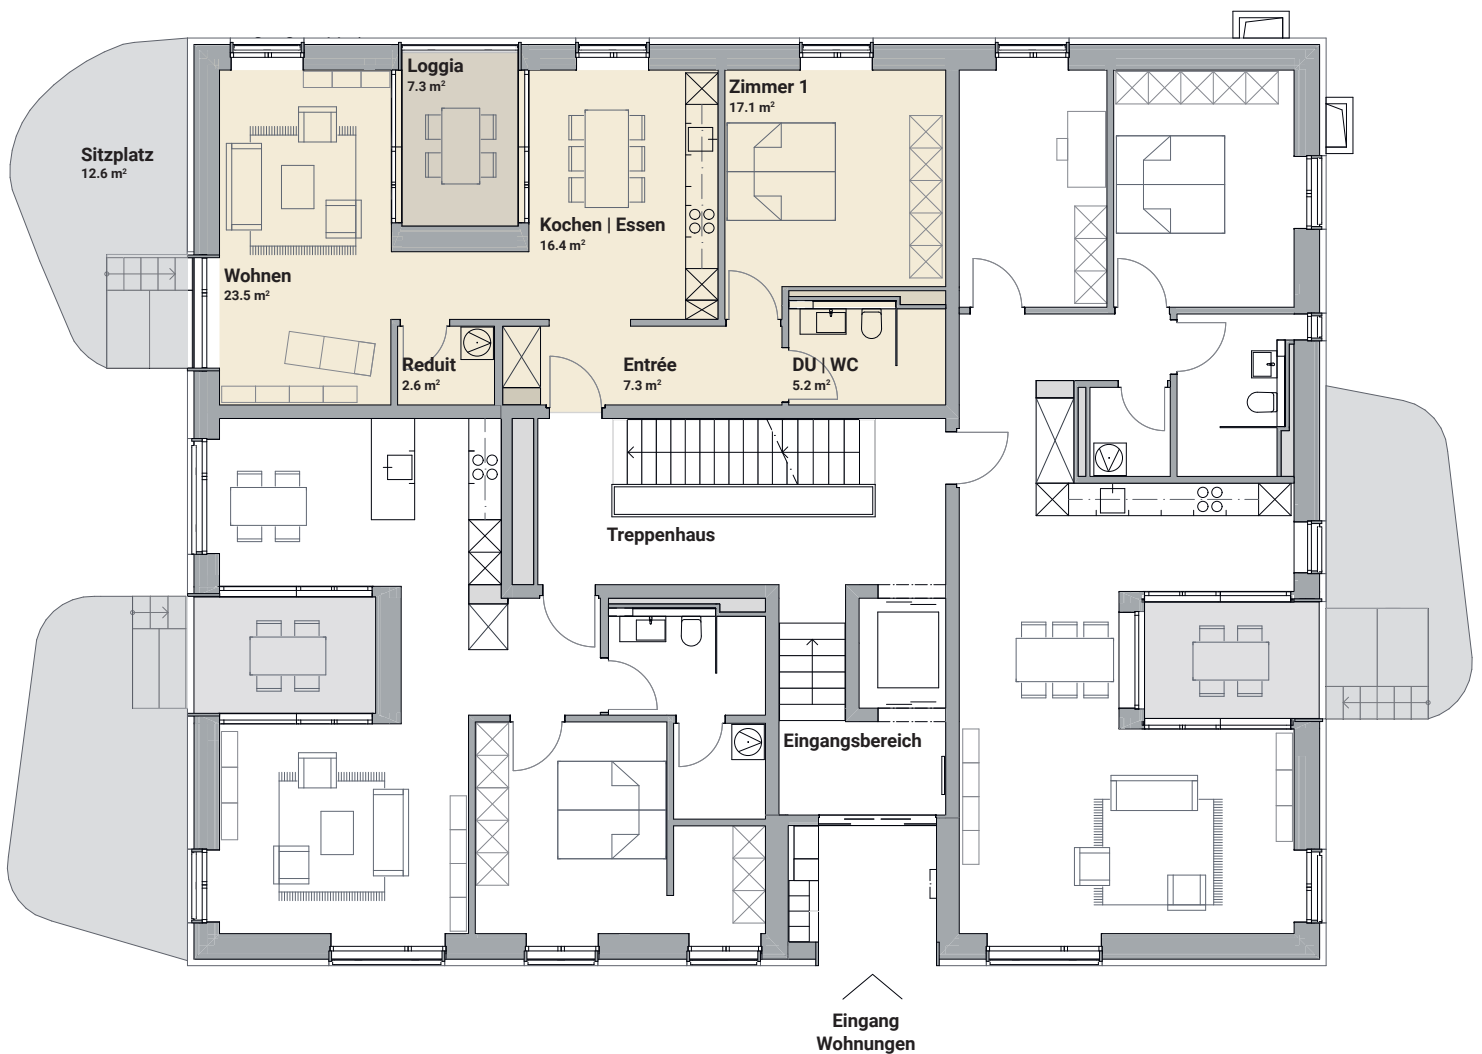 Loggia
7.3 m²
Zimmer 1
17.1 m²
Sitzplatz
12.6 m²
Kochen | Essen
16.4 m²
Wohnen
23.5 m²
Reduit
2.6 m²
Entrée
7.3 m²
DU | WC
5.2 m²
Treppenhaus
Eingangsbereich
Eingang
Wohnungen